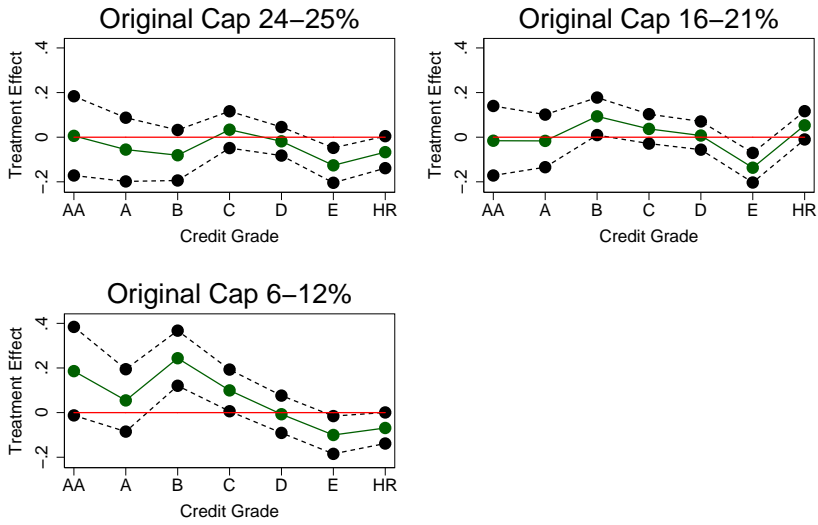 Original Cap 24–25%
Treatment Effect
.4
.2
0
−.2
AA A B C D E HR
Credit Grade
Original Cap 16–21%
Treatment Effect
.4
.2
0
−.2
AA A B C D E HR
Credit Grade
Original Cap 6–12%
Treatment Effect
.4
.2
0
−.2
AA A B C D E HR
Credit Grade